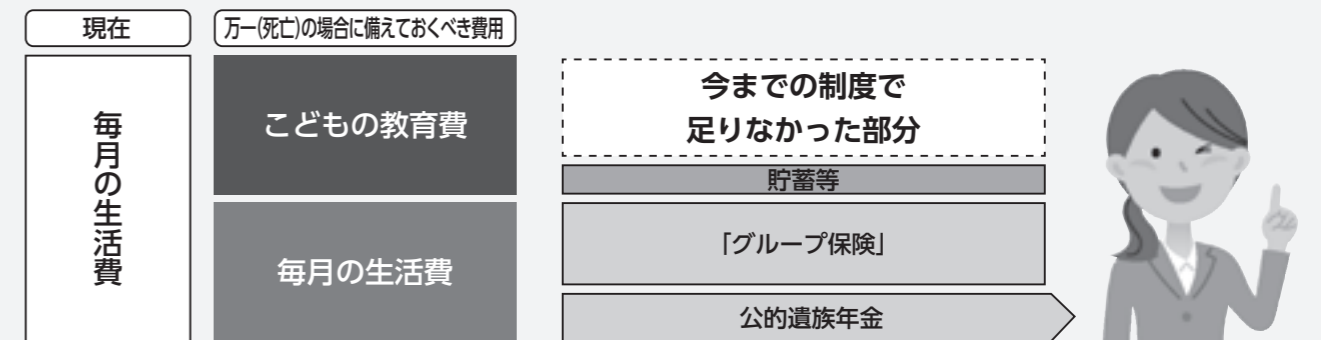 現在
毎月の生活費
万一(死亡)の場合に備えておくべき費用
こどもの教育費
毎月の生活費
今までの制度で
足りなかった部分
貯蓄等
「グループ保険」
公的遺族年金